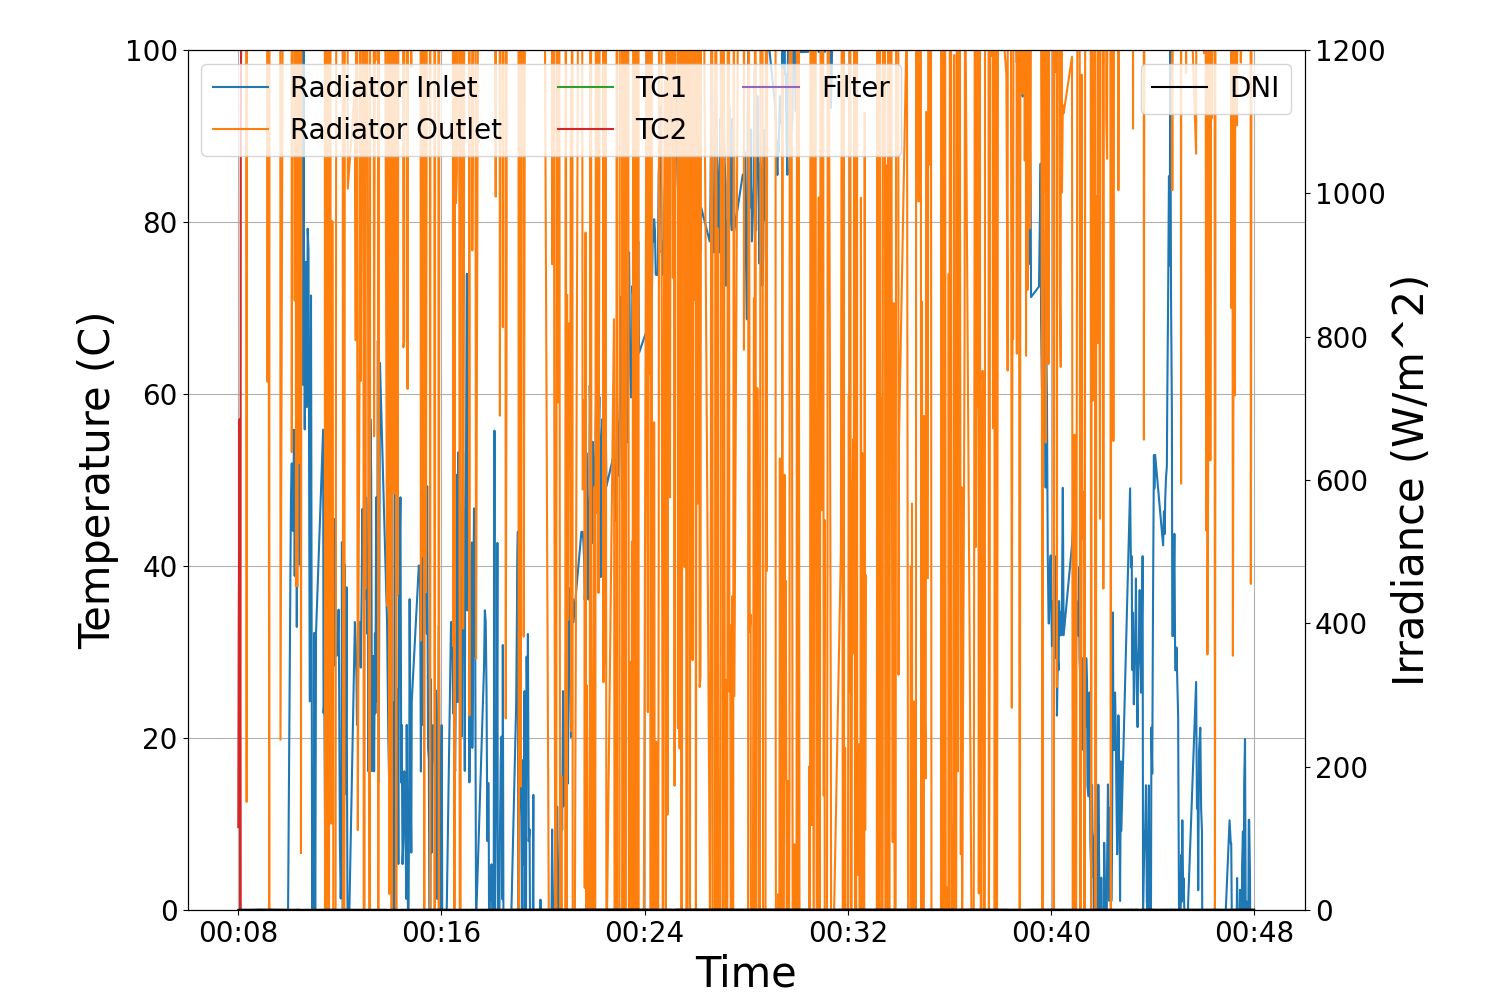 Radiator Inlet
Radiator Outlet
TC1
TC2
Filter
DNI
Temperature (C)
100
80
60
40
20
0
Irradiance (W/m^2)
1200
1000
800
600
400
200
0
00:08 00:16 00:24 00:32 00:40 00:48
Time